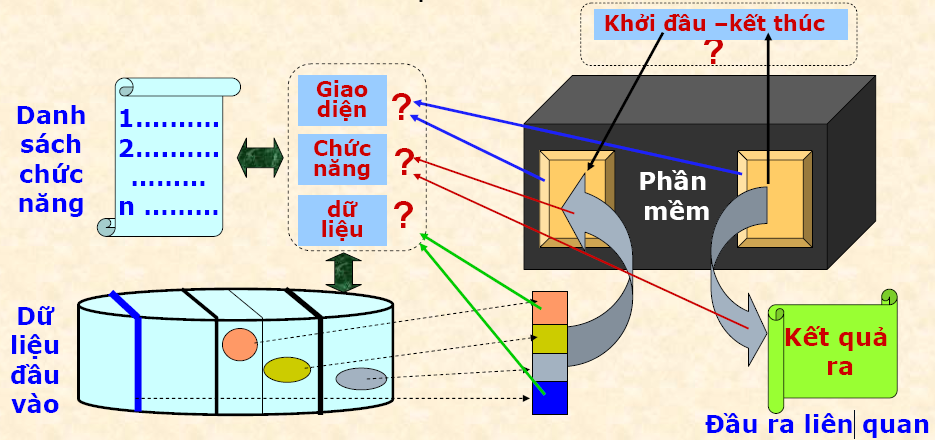 Khởi đầu –kết thúc
?
Danh
sách
chức
năng
1..........
2..........
.........
n .........
Giao
diện
?
Chức
năng
?
dữ
liệu
?
Phần
mềm
Dữ
liệu
đầu
vào
Kết quả
ra
Đầu ra liên quan